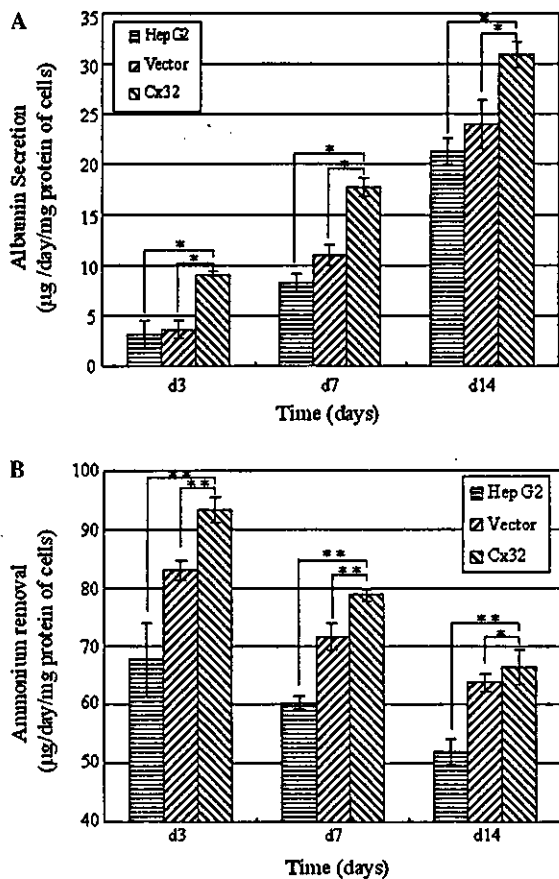 A
Albumin Secretion
(µg /day/mg protein of cells)
35
30
25
20
15
10
5
0
HepG2
Vector
Cx32
*
*
*
*
*
*
d3
d7
d14
Time (days)
B
Ammonium removal
(µg/day/mg protein of cells)
100
90
80
70
60
50
40
Hep G2
Vector
Cx32
**
**
**
**
**
*
d3
d7
d14
Time (days)